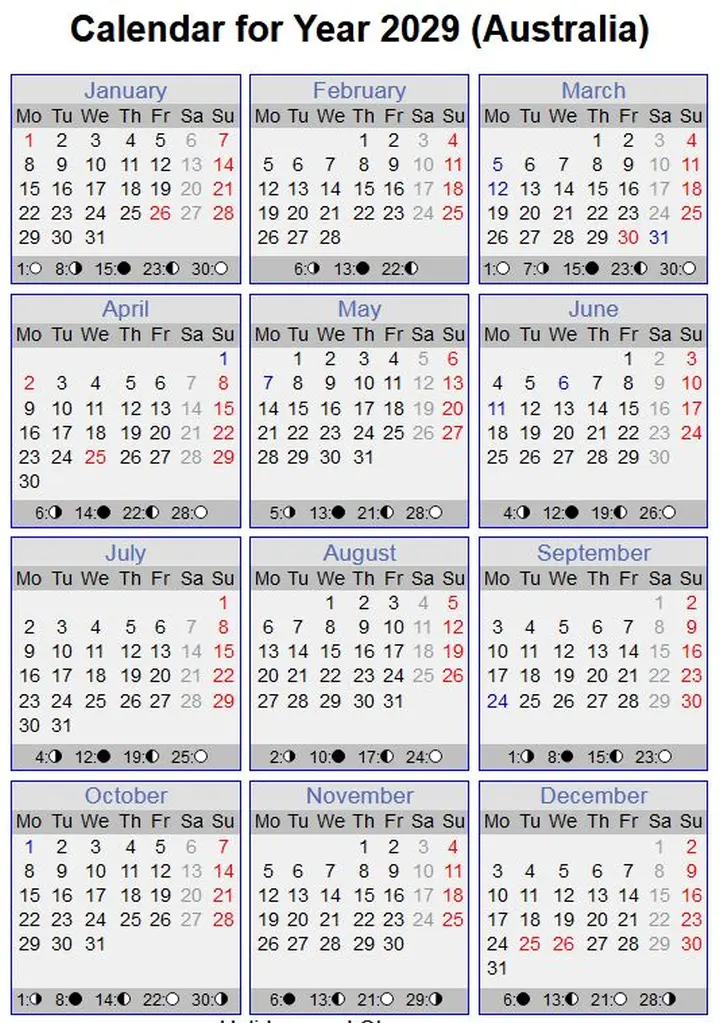 Calendar for Year 2029 (Australia)
January
Mo Tu We Th Fr Sa Su
1 2 3 4 5 6 7
8 9 10 11 12 13 14
15 16 17 18 19 20 21
22 23 24 25 26 27 28
29 30 31
1: 8: 15: 23: 30:
February
Mo Tu We Th Fr Sa Su
1 2 3 4
5 6 7 8 9 10 11
12 13 14 15 16 17 18
19 20 21 22 23 24 25
26 27 28
6: 13: 22:
March
Mo Tu We Th Fr Sa Su
1 2 3 4
5 6 7 8 9 10 11
12 13 14 15 16 17 18
19 20 21 22 23 24 25
26 27 28 29 30 31
1: 7: 15: 23: 30:
April
Mo Tu We Th Fr Sa Su
1
2 3 4 5 6 7 8
9 10 11 12 13 14 15
16 17 18 19 20 21 22
23 24 25 26 27 28 29
30
6: 14: 22: 28:
May
Mo Tu We Th Fr Sa Su
1 2 3 4 5 6
7 8 9 10 11 12 13
14 15 16 17 18 19 20
21 22 23 24 25 26 27
28 29 30 31
5: 13: 21: 28:
June
Mo Tu We Th Fr Sa Su
1 2 3
4 5 6 7 8 9 10
11 12 13 14 15 16 17
18 19 20 21 22 23 24
25 26 27 28 29 30
4: 12: 19: 26:
July
Mo Tu We Th Fr Sa Su
1
2 3 4 5 6 7 8
9 10 11 12 13 14 15
16 17 18 19 20 21 22
23 24 25 26 27 28 29
30 31
4: 12: 19: 25:
August
Mo Tu We Th Fr Sa Su
1 2 3 4 5
6 7 8 9 10 11 12
13 14 15 16 17 18 19
20 21 22 23 24 25 26
27 28 29 30 31
2: 10: 17: 24:
September
Mo Tu We Th Fr Sa Su
1 2
3 4 5 6 7 8 9
10 11 12 13 14 15 16
17 18 19 20 21 22 23
24 25 26 27 28 29 30
1: 8: 15: 23:
October
Mo Tu We Th Fr Sa Su
1 2 3 4 5 6 7
8 9 10 11 12 13 14
15 16 17 18 19 20 21
22 23 24 25 26 27 28
29 30 31
1: 8: 14: 22: 30:
November
Mo Tu We Th Fr Sa Su
1 2 3 4
5 6 7 8 9 10 11
12 13 14 15 16 17 18
19 20 21 22 23 24 25
26 27 28 29 30
6: 13: 21: 29:
December
Mo Tu We Th Fr Sa Su
1 2
3 4 5 6 7 8 9
10 11 12 13 14 15 16
17 18 19 20 21 22 23
24 25 26 27 28 29 30
31
6: 13: 21: 28: